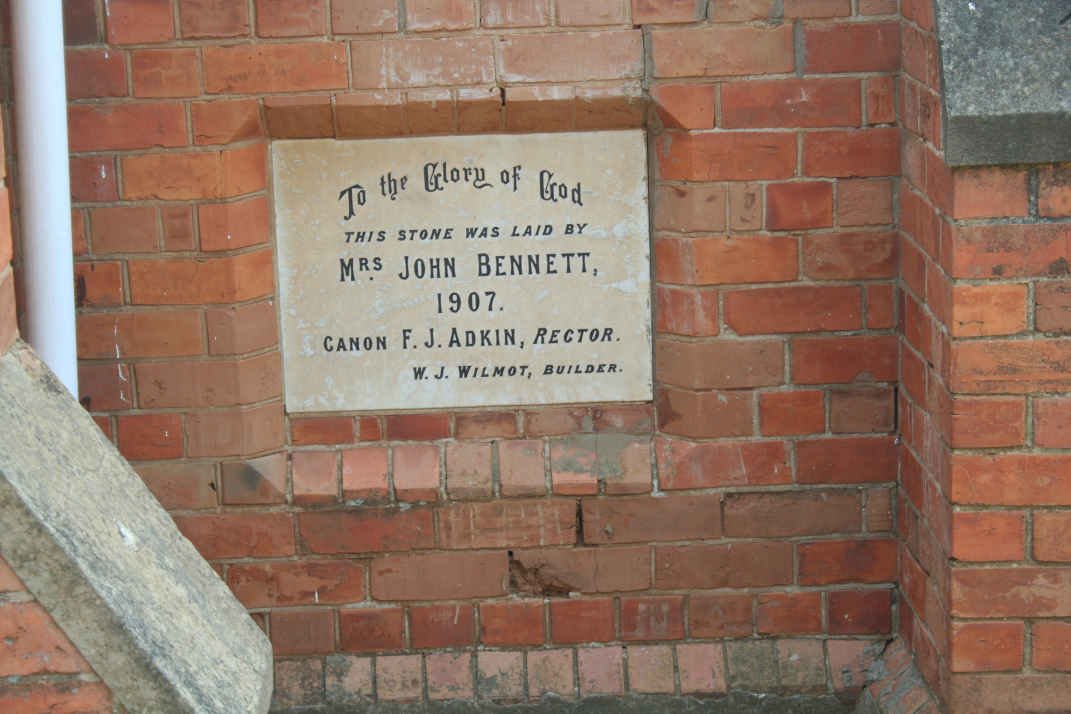 To the Glory of God
THIS STONE WAS LAID BY
MRS. JOHN BENNETT,
1907.
CANON F. J. ADKIN, RECTOR.
W. J. WILMOT, BUILDER.